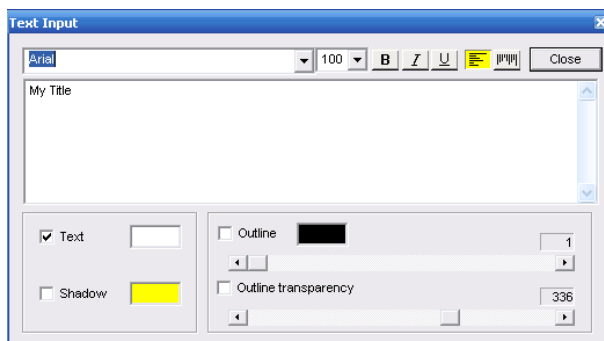 Text Input
Arial 100 B I U Close
My Title
Text Outline 1
Shadow Outline transparency 336